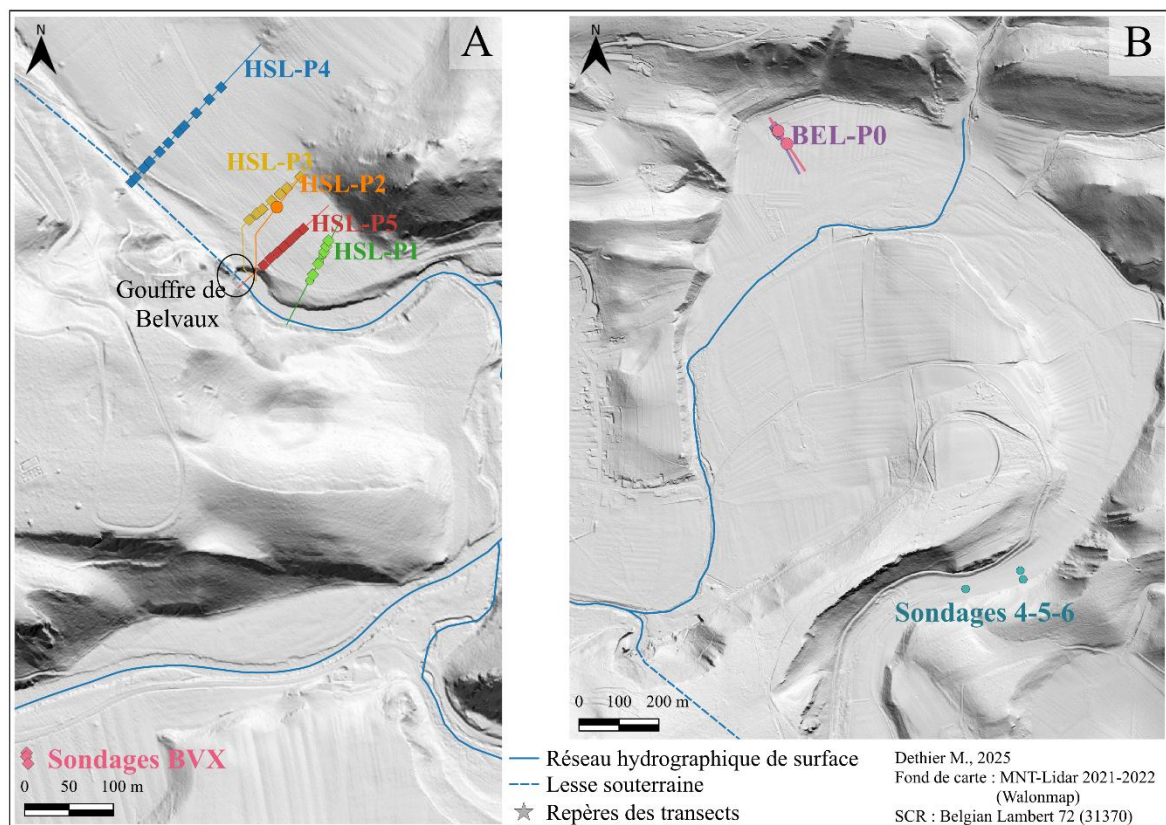 N
A
HSL-P4
HSL-P3
HSL-P2
HSL-P5
HSL-P1
Gouffre de
Belvaux
Sondages BVX
0 50 100 m
N
B
BEL-P0
Sondages 4-5-6
0 100 200 m
Réseau hydrographique de surface
Lesse souterraine
Repères des transects
Dethier M., 2025
Fond de carte : MNT-Lidar 2021-2022
(Walonmap)
SCR : Belgian Lambert 72 (31370)